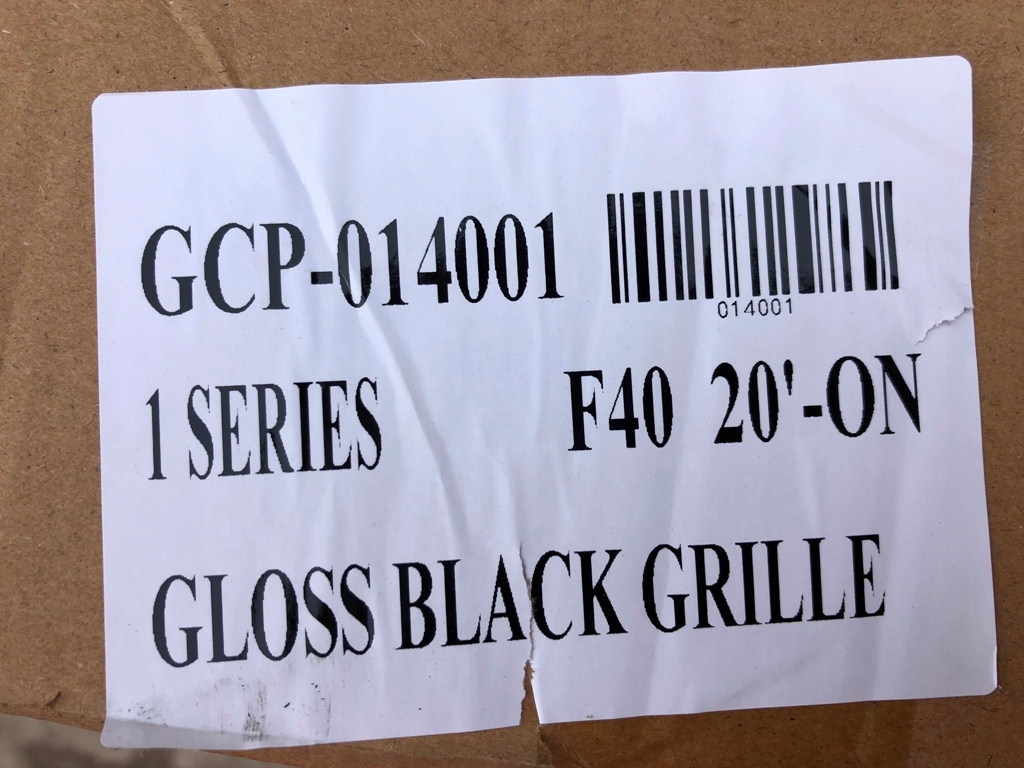 GCP-014001
014001
1 SERIES F40 20'-ON
GLOSS BLACK GRILLE